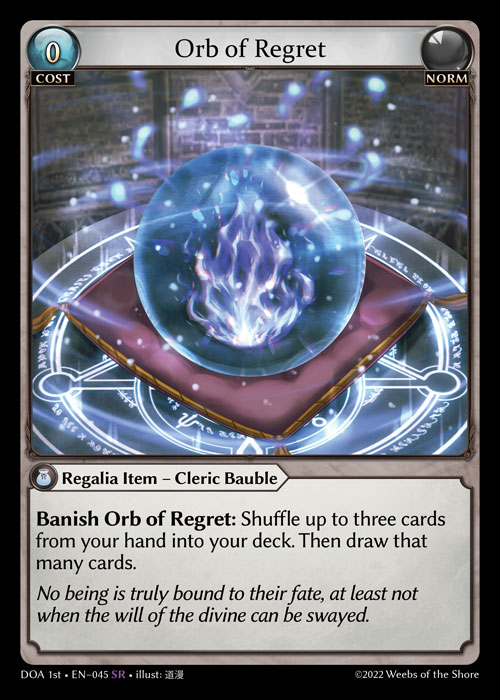 0
Orb of Regret
COST
NORM
Regalia Item – Cleric Bauble
Banish Orb of Regret: Shuffle up to three cards
from your hand into your deck. Then draw that
many cards.
No being is truly bound to their fate, at least not
when the will of the divine can be swayed.
DOA 1st • EN–045 SR • illust: 道漫
©2022 Weebs of the Shore